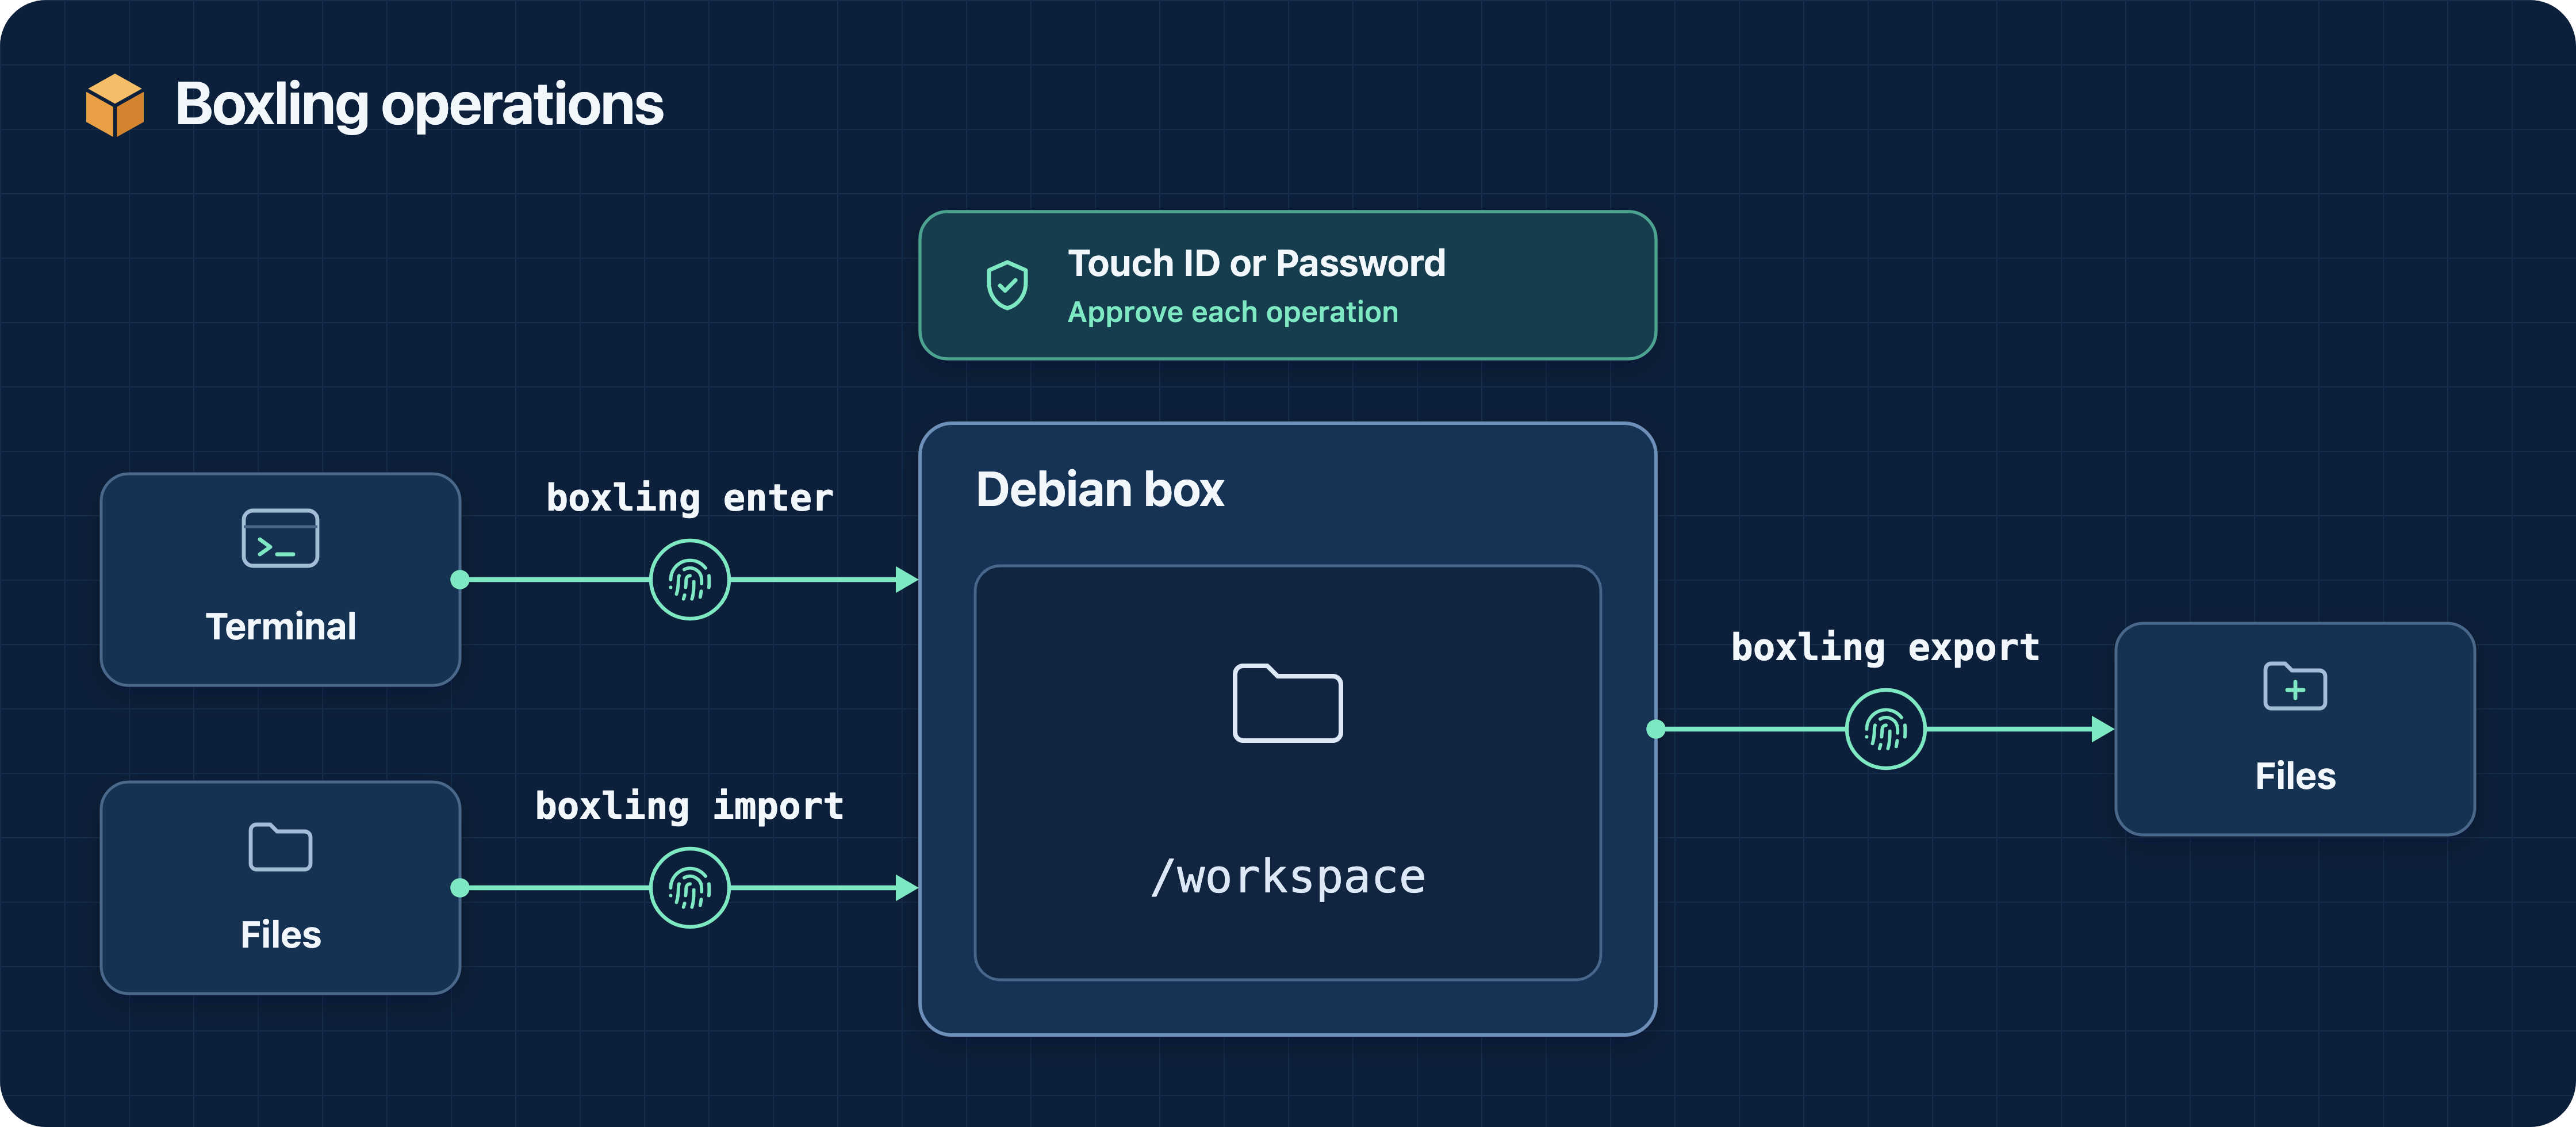 Boxling operations
Touch ID or Password
Approve each operation
Terminal
boxling enter
Files
boxling import
Debian box
/workspace
boxling export
Files